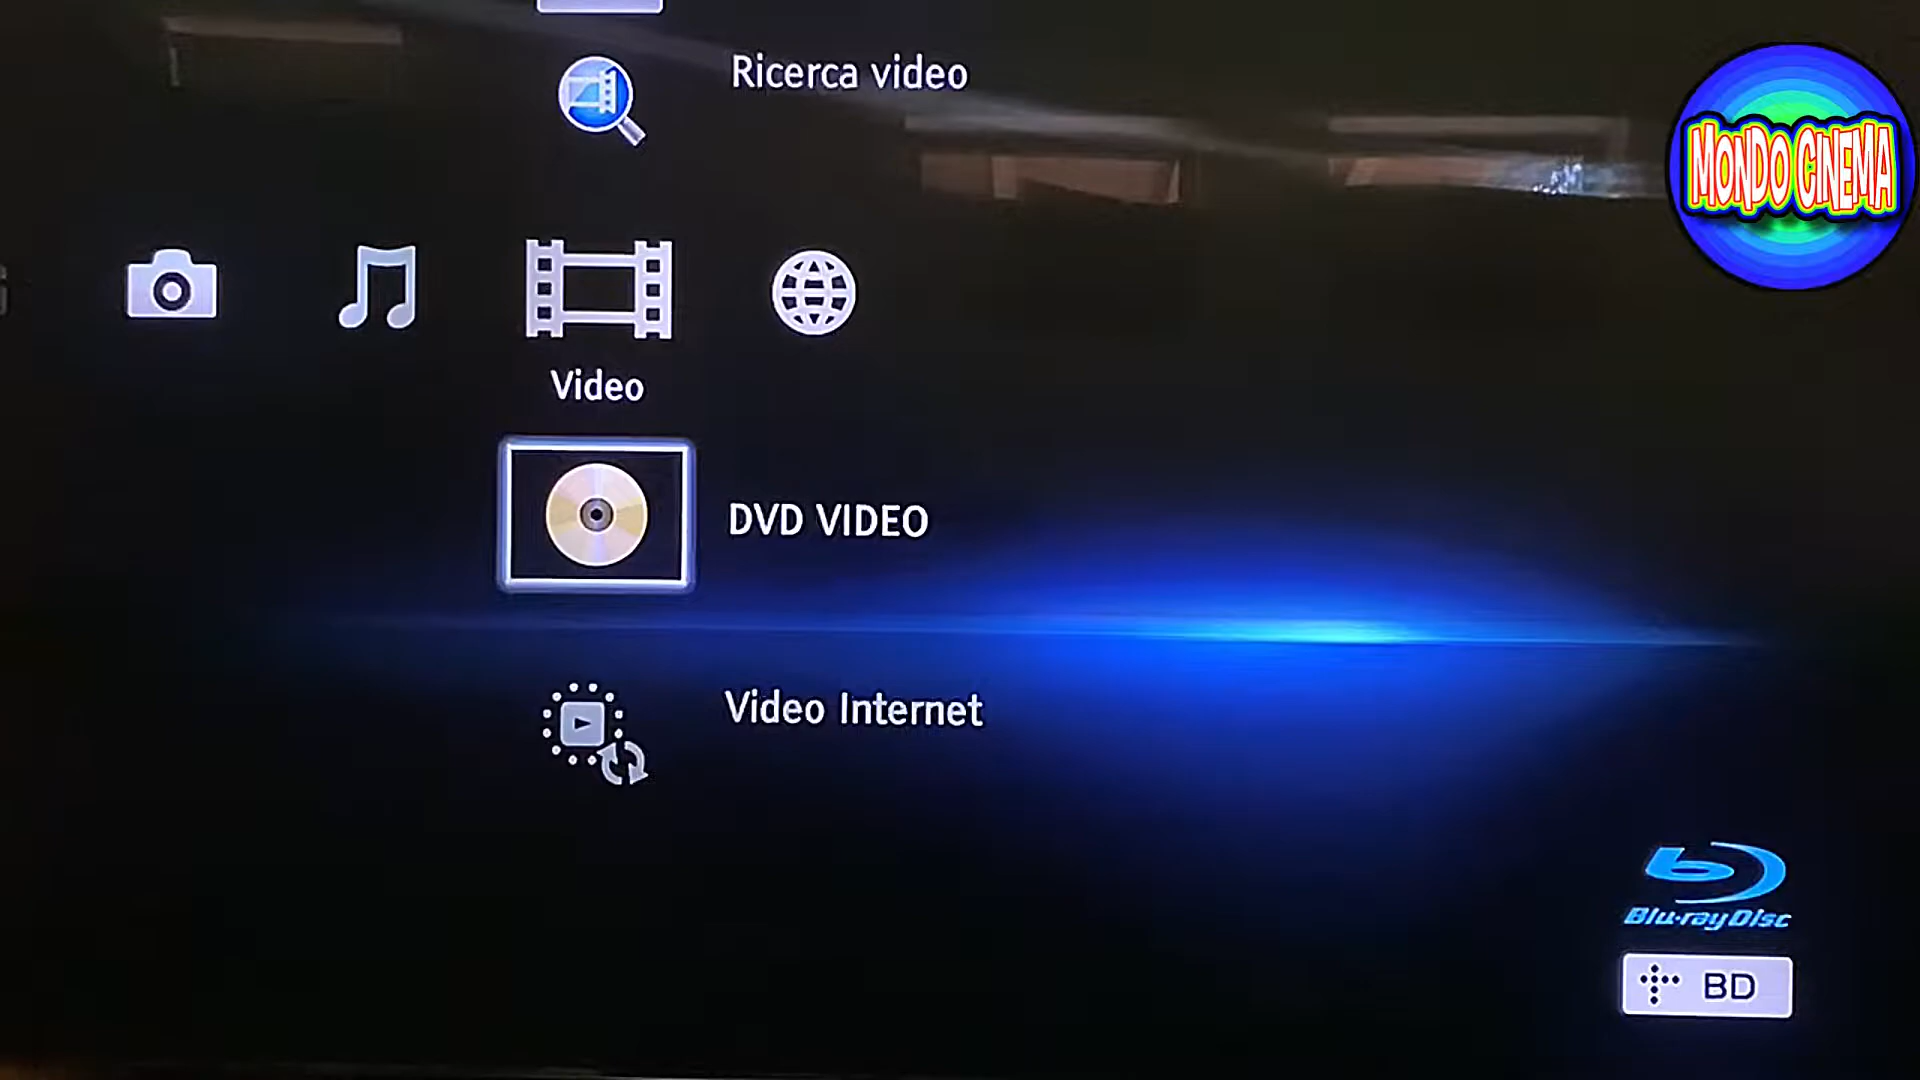 Ricerca video
MONDO CINEMA
Video
DVD VIDEO
Video Internet
Blu-ray Disc
BD